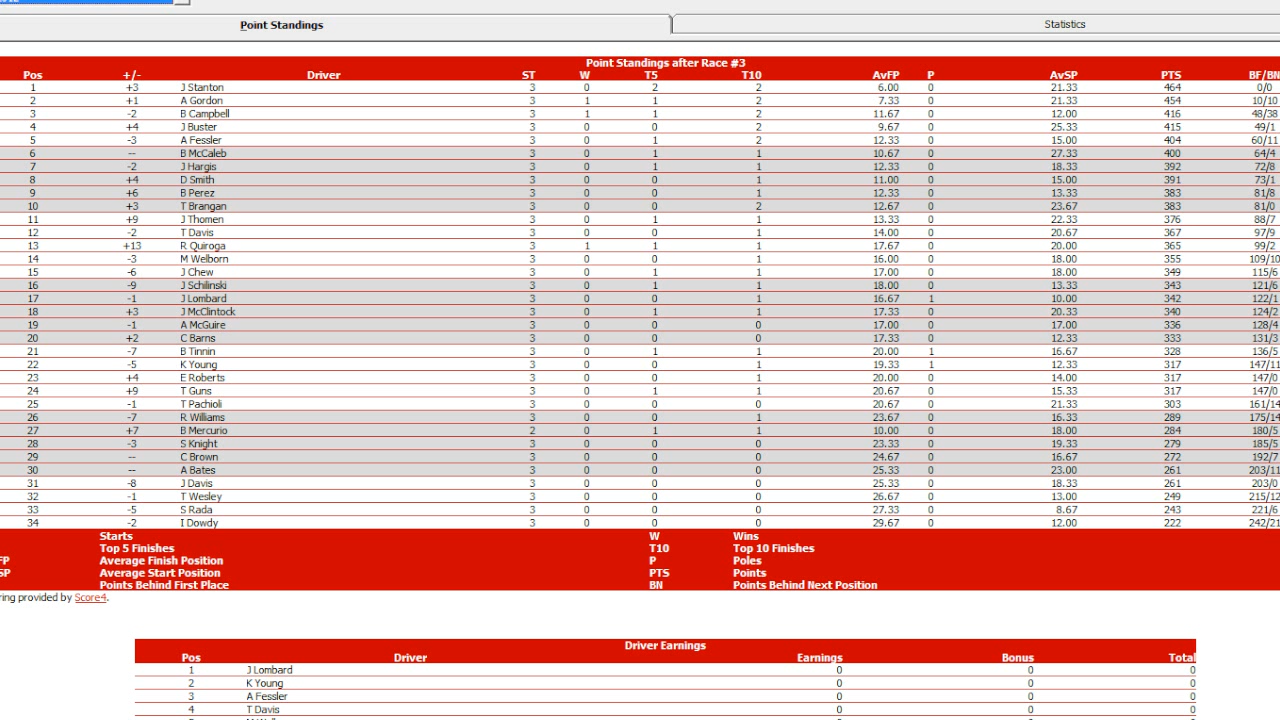 Point Standings Statistics
Point Standings after Race #3
Pos +/- Driver ST W T5 T10 AvFP P AvSP PTS BF/BN
1 +3 J Stanton 3 0 2 2 6.00 0 21.33 464 0/0
2 +1 A Gordon 3 1 1 2 7.33 0 21.33 454 10/10
3 -2 B Campbell 3 1 1 2 11.67 0 12.00 416 48/38
4 +4 J Buster 3 0 0 2 9.67 0 25.33 415 49/1
5 -3 A Fessler 3 0 1 2 12.33 0 15.00 404 60/11
6 -- B McCaleb 3 0 1 1 10.67 0 27.33 400 64/4
7 -2 J Hargis 3 0 1 1 12.33 0 18.33 392 72/8
8 +4 D Smith 3 0 0 1 11.00 0 15.00 391 73/1
9 +6 B Perez 3 0 0 1 12.33 0 13.33 383 81/8
10 +3 T Brangan 3 0 0 2 12.67 0 23.67 383 81/0
11 +9 J Thomen 3 0 1 1 13.33 0 22.33 376 88/7
12 -2 T Davis 3 0 0 1 14.00 0 20.67 367 97/9
13 +13 R Quiroga 3 1 1 1 17.67 0 20.00 365 99/2
14 -3 M Welborn 3 0 0 1 16.00 0 18.00 355 109/10
15 -6 J Chew 3 0 1 1 17.00 0 18.00 349 115/6
16 -9 J Schilinski 3 0 1 1 18.00 0 13.33 343 121/6
17 -1 J Lombard 3 0 0 1 16.67 1 10.00 342 122/1
18 +3 J McClintock 3 0 1 1 17.33 0 20.33 340 124/2
19 -1 A McGuire 3 0 0 0 17.00 0 17.00 336 128/4
20 +2 C Barns 3 0 0 0 17.33 0 12.33 333 131/3
21 -7 B Tinnin 3 0 1 1 20.00 1 16.67 328 136/5
22 -5 K Young 3 0 0 1 19.33 1 12.33 317 147/11
23 +4 E Roberts 3 0 0 1 20.00 0 14.00 317 147/0
24 +9 T Guns 3 0 1 1 20.67 0 15.33 317 147/0
25 -1 T Pachioli 3 0 0 0 20.67 0 21.33 303 161/14
26 -7 R Williams 3 0 0 1 23.67 0 16.33 289 175/14
27 +7 B Mercurio 2 0 1 1 10.00 0 18.00 284 180/5
28 -3 S Knight 3 0 0 0 23.33 0 19.33 279 185/5
29 -- C Brown 3 0 0 0 24.67 0 16.67 272 192/7
30 -- A Bates 3 0 0 0 25.33 0 23.00 261 203/11
31 -8 J Davis 3 0 0 0 25.33 0 18.33 261 203/0
32 -1 T Wesley 3 0 0 0 26.67 0 13.00 249 215/12
33 -5 S Rada 3 0 0 0 27.33 0 8.67 243 221/6
34 -2 I Dowdy 3 0 0 0 29.67 0 12.00 222 242/21
Starts W Wins
Top 5 Finishes T10 Top 10 Finishes
FP Average Finish Position P Poles
SP Average Start Position PTS Points
Points Behind First Place BN Points Behind Next Position
ring provided by Score4.
Driver Earnings
Pos Driver Earnings Bonus Total
1 J Lombard 0 0 0
2 K Young 0 0 0
3 A Fessler 0 0 0
4 T Davis 0 0 0